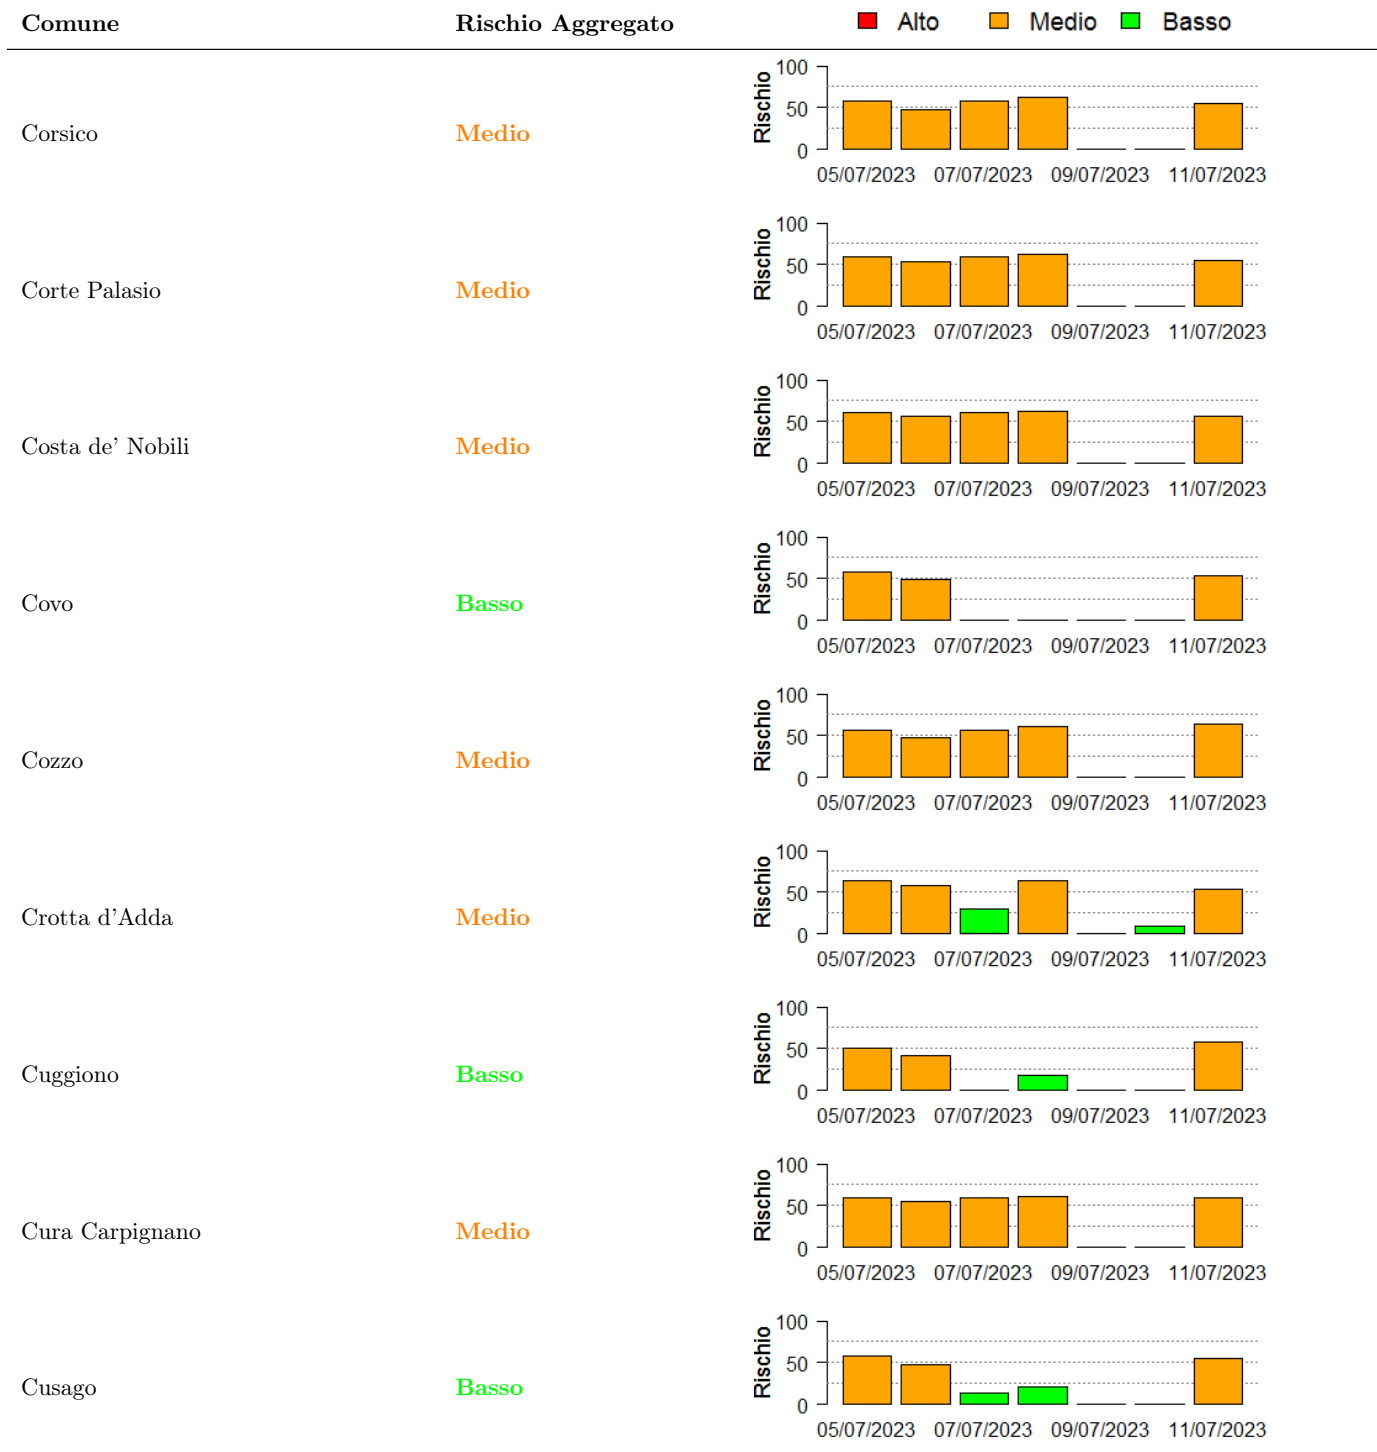 Comune Rischio Aggregato Alto Medio Basso
Corsico Medio
Rischio
100
50
0
05/07/2023 07/07/2023 09/07/2023 11/07/2023
Corte Palasio Medio
Rischio
100
50
0
05/07/2023 07/07/2023 09/07/2023 11/07/2023
Costa de' Nobili Medio
Rischio
100
50
0
05/07/2023 07/07/2023 09/07/2023 11/07/2023
Covo Basso
Rischio
100
50
0
05/07/2023 07/07/2023 09/07/2023 11/07/2023
Cozzo Medio
Rischio
100
50
0
05/07/2023 07/07/2023 09/07/2023 11/07/2023
Crotta d'Adda Medio
Rischio
100
50
0
05/07/2023 07/07/2023 09/07/2023 11/07/2023
Cuggiono Basso
Rischio
100
50
0
05/07/2023 07/07/2023 09/07/2023 11/07/2023
Cura Carpignano Medio
Rischio
100
50
0
05/07/2023 07/07/2023 09/07/2023 11/07/2023
Cusago Basso
Rischio
100
50
0
05/07/2023 07/07/2023 09/07/2023 11/07/2023